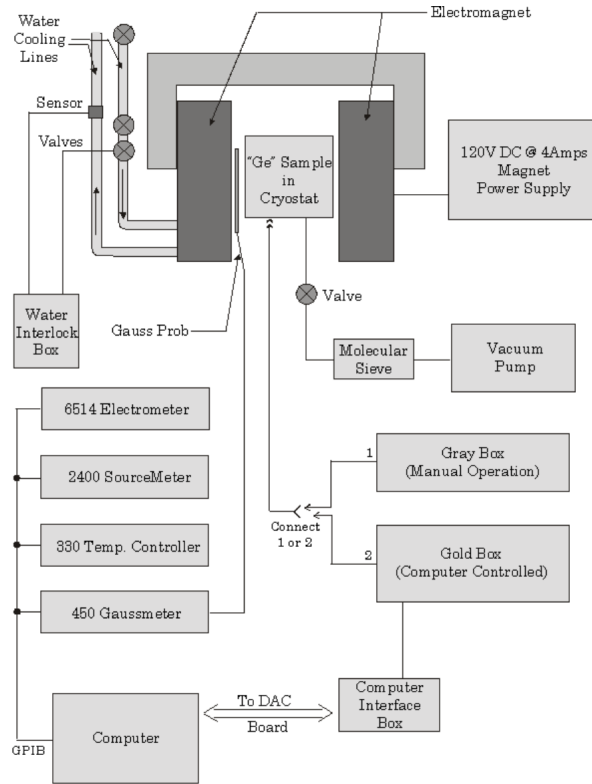 Water
Cooling
Lines
Electromagnet
Sensor
Valves
"Ge" Sample
in
Cryostat
120V DC @ 4Amps
Magnet
Power Supply
Water
Interlock
Box
Gauss Prob
Valve
Molecular
Sieve
Vacuum
Pump
6514 Electrometer
2400 SourceMeter
330 Temp. Controller
450 Gaussmeter
1
Gray Box
(Manual Operation)
Connect
1 or 2
2
Gold Box
(Computer Controlled)
Computer
Interface
Box
To DAC
Board
GPIB
Computer